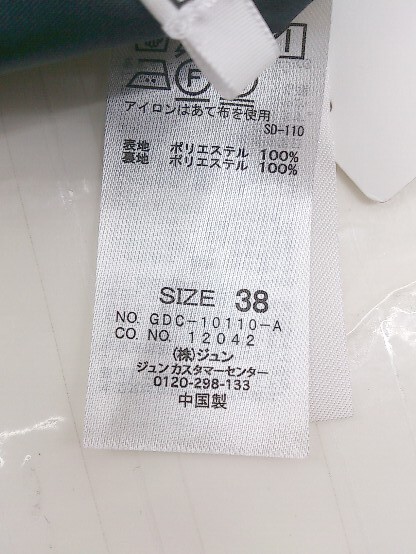 F
アイロンはあて布を使用
SD-110
表地 ポリエステル 100%
裏地 ポリエステル 100%
SIZE 38
NO. GDC-10110-A
CO. NO. 12042
(株)ジュン
ジュンカスタマーセンター
0120-298-133
中国製